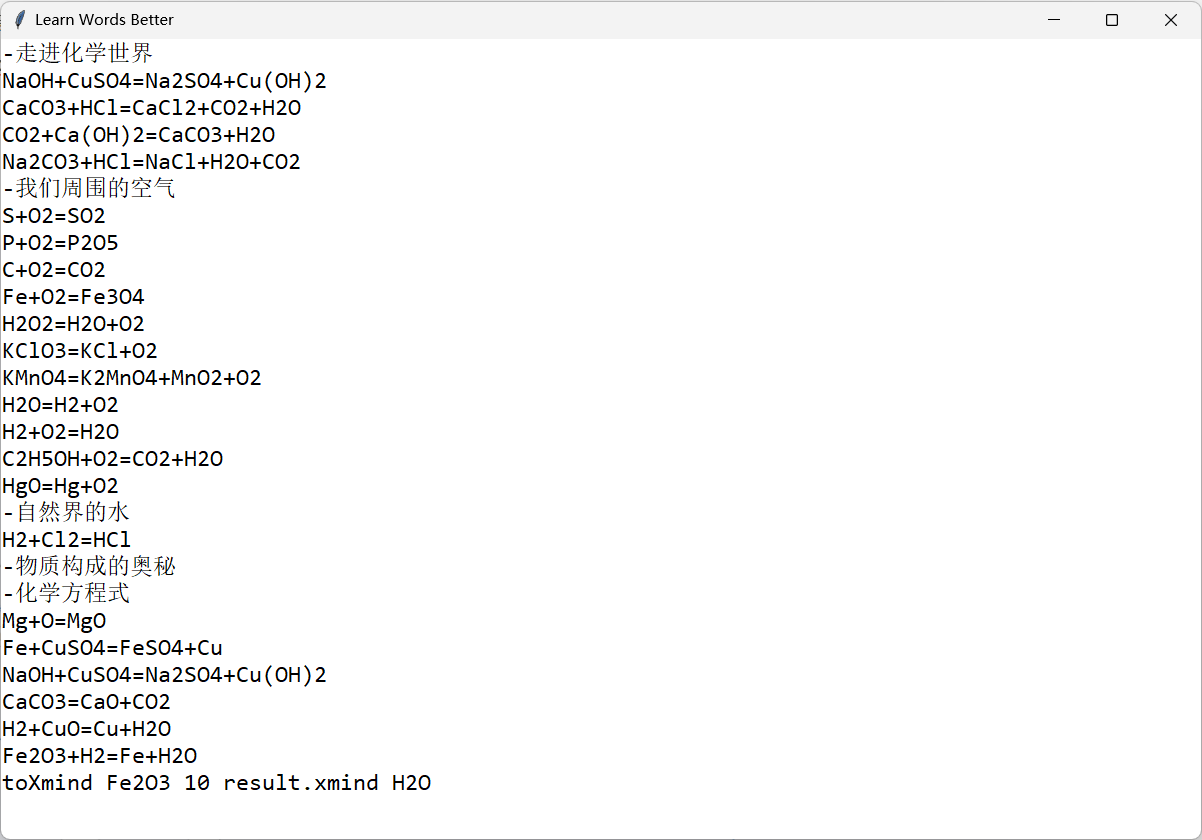 Learn Words Better
-走进化学世界
NaOH+CuSO4=Na2SO4+Cu(OH)2
CaCO3+HCl=CaCl2+CO2+H2O
CO2+Ca(OH)2=CaCO3+H2O
Na2CO3+HCl=NaCl+H2O+CO2
-我们周围的空气
S+O2=SO2
P+O2=P2O5
C+O2=CO2
Fe+O2=Fe3O4
H2O2=H2O+O2
KClO3=KCl+O2
KMnO4=K2MnO4+MnO2+O2
H2O=H2+O2
H2+O2=H2O
C2H5OH+O2=CO2+H2O
HgO=Hg+O2
-自然界的水
H2+Cl2=HCl
-物质构成的奥秘
-化学方程式
Mg+O=MgO
Fe+CuSO4=FeSO4+Cu
NaOH+CuSO4=Na2SO4+Cu(OH)2
CaCO3=CaO+CO2
H2+CuO=Cu+H2O
Fe2O3+H2=Fe+H2O
toXmind Fe2O3 10 result.xmind H2O